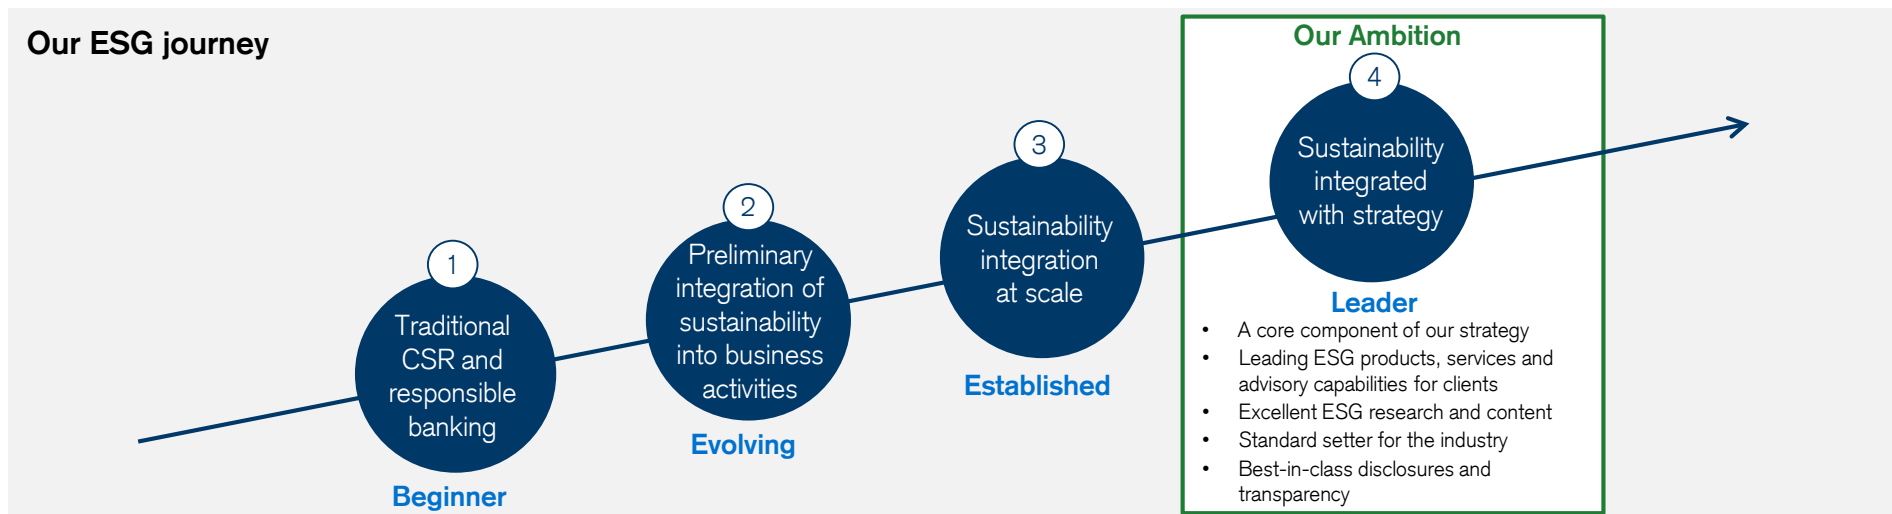 Our ESG journey
1
Traditional
CSR and
responsible
banking
Beginner
2
Preliminary
integration of
sustainability
into business
activities
Evolving
3
Sustainability
integration
at scale
Established
Our Ambition
4
Sustainability
integrated
with strategy
Leader
• A core component of our strategy
• Leading ESG products, services and
advisory capabilities for clients
• Excellent ESG research and content
• Standard setter for the industry
• Best-in-class disclosures and
transparency